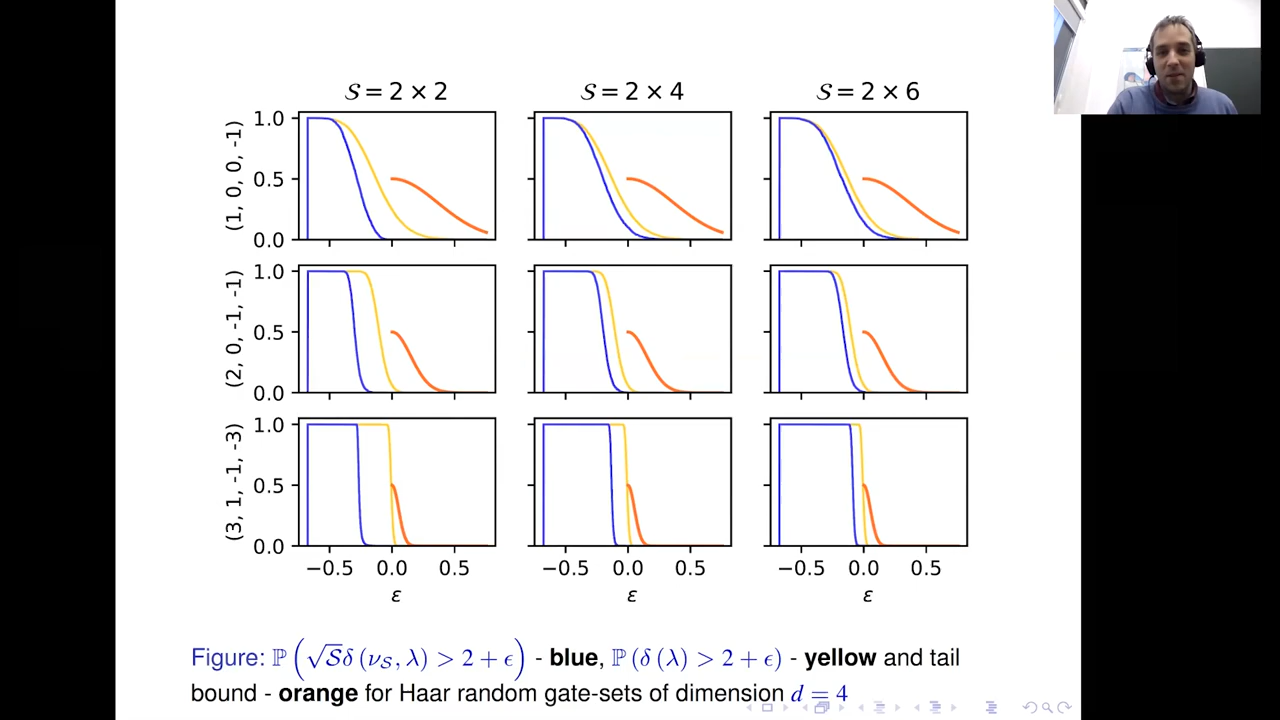 𝒮 = 2 × 2 𝒮 = 2 × 4 𝒮 = 2 × 6
(1, 0, 0, -1)
1.0
0.5
0.0
(2, 0, -1, -1)
1.0
0.5
0.0
(3, 1, -1, -3)
1.0
0.5
0.0
−0.5 0.0 0.5 −0.5 0.0 0.5 −0.5 0.0 0.5
ε ε ε
Figure: ℙ(√𝒮δ(ν𝒮, λ) > 2 + ϵ) - blue, ℙ(δ(λ) > 2 + ϵ) - yellow and tail
bound - orange for Haar random gate-sets of dimension d = 4